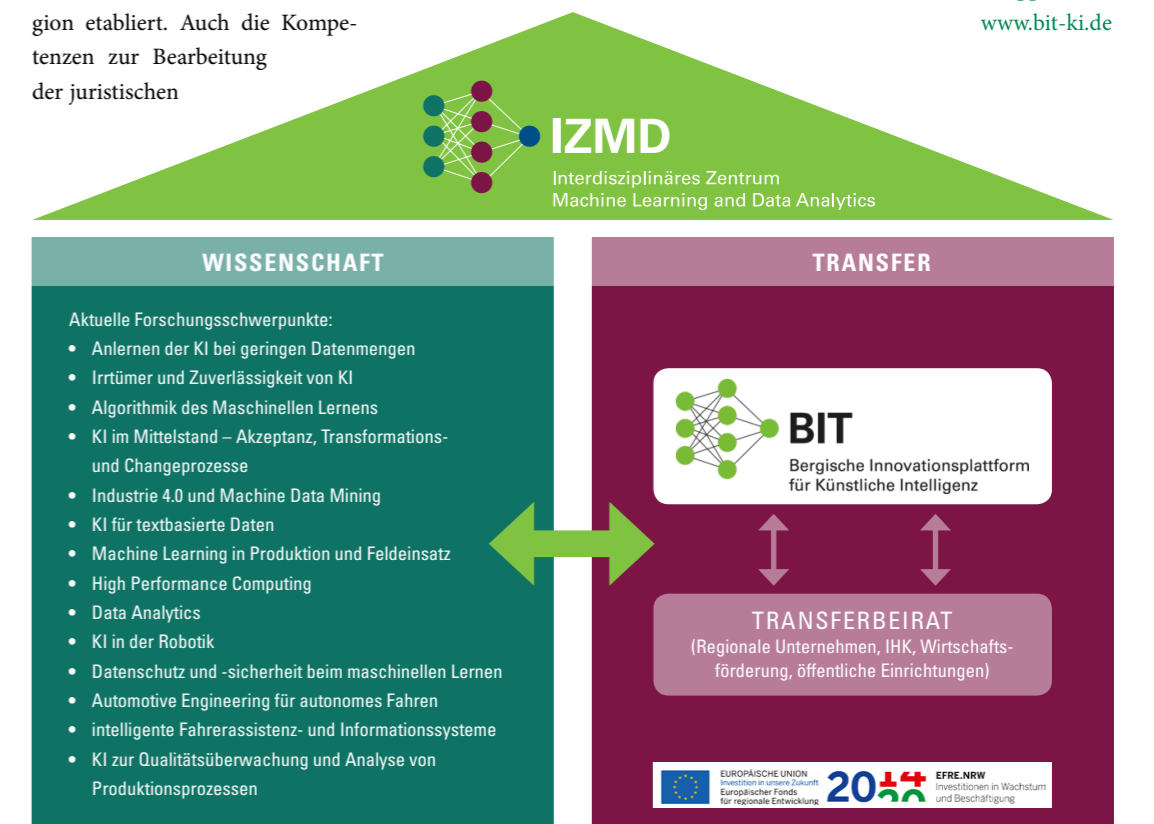 gion etabliert. Auch die Kompe-
tenzen zur Bearbeitung
der juristischen
www.bit-ki.de
IZMD
Interdisziplinäres Zentrum
Machine Learning and Data Analytics
WISSENSCHAFT
Aktuelle Forschungsschwerpunkte:
• Anlernen der KI bei geringen Datenmengen
• Irrtümer und Zuverlässigkeit von KI
• Algorithmik des Maschinellen Lernens
• KI im Mittelstand – Akzeptanz, Transformations-
und Changeprozesse
• Industrie 4.0 und Machine Data Mining
• KI für textbasierte Daten
• Machine Learning in Produktion und Feldeinsatz
• High Performance Computing
• Data Analytics
• KI in der Robotik
• Datenschutz und -sicherheit beim maschinellen Lernen
• Automotive Engineering für autonomes Fahren
• intelligente Fahrerassistenz- und Informationssysteme
• KI zur Qualitätsüberwachung und Analyse von
Produktionsprozessen
TRANSFER
BIT
Bergische Innovationsplattform
für Künstliche Intelligenz
TRANSFERBEIRAT
(Regionale Unternehmen, IHK, Wirtschafts-
förderung, öffentliche Einrichtungen)
EUROPÄISCHE UNION
Investition in unsere Zukunft
Europäischer Fonds
für regionale Entwicklung
20
EFRE.NRW
Investitionen in Wachstum
und Beschäftigung